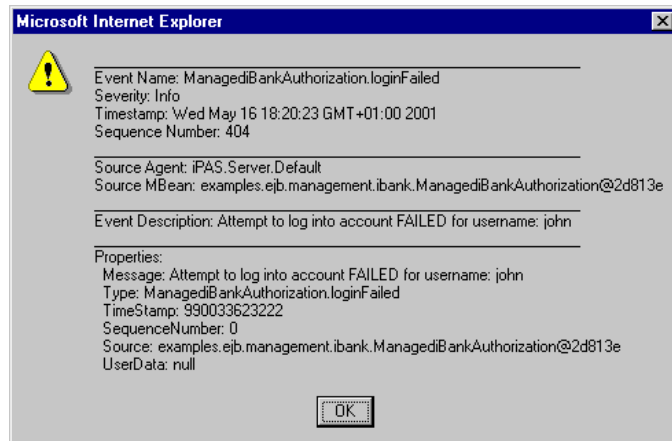 Microsoft Internet Explorer
Event Name: ManagediBankAuthorization.loginFailed
Severity: Info
Timestamp: Wed May 16 18:20:23 GMT+01:00 2001
Sequence Number: 404
Source Agent: iPAS.Server.Default
Source MBean: examples.ejb.management.ibank.ManagediBankAuthorization@2d813e
Event Description: Attempt to log into account FAILED for username: john
Properties:
Message: Attempt to log into account FAILED for username: john
Type: ManagediBankAuthorization.loginFailed
TimeStamp: 990033623222
SequenceNumber: 0
Source: examples.ejb.management.ibank.ManagediBankAuthorization@2d813e
UserData: null
OK